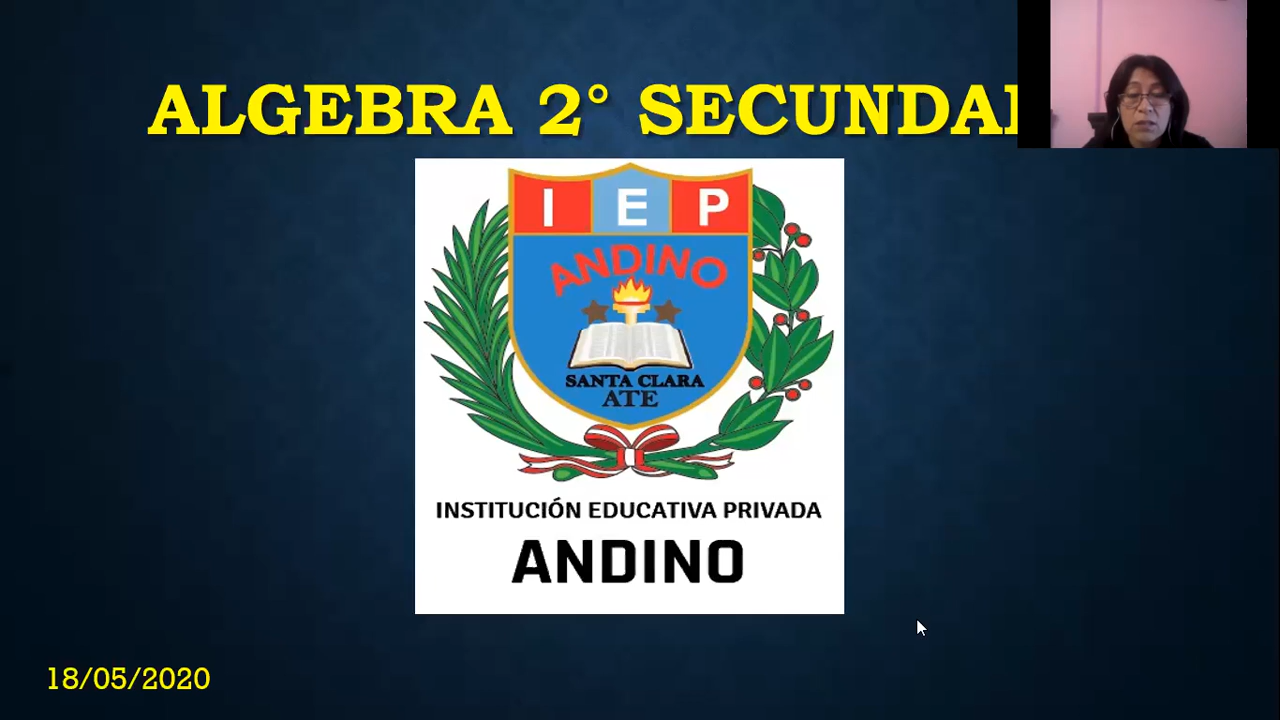 ALGEBRA 2° SECUNDA
I E P
ANDINO
SANTA CLARA
ATE
INSTITUCIÓN EDUCATIVA PRIVADA
ANDINO
18/05/2020